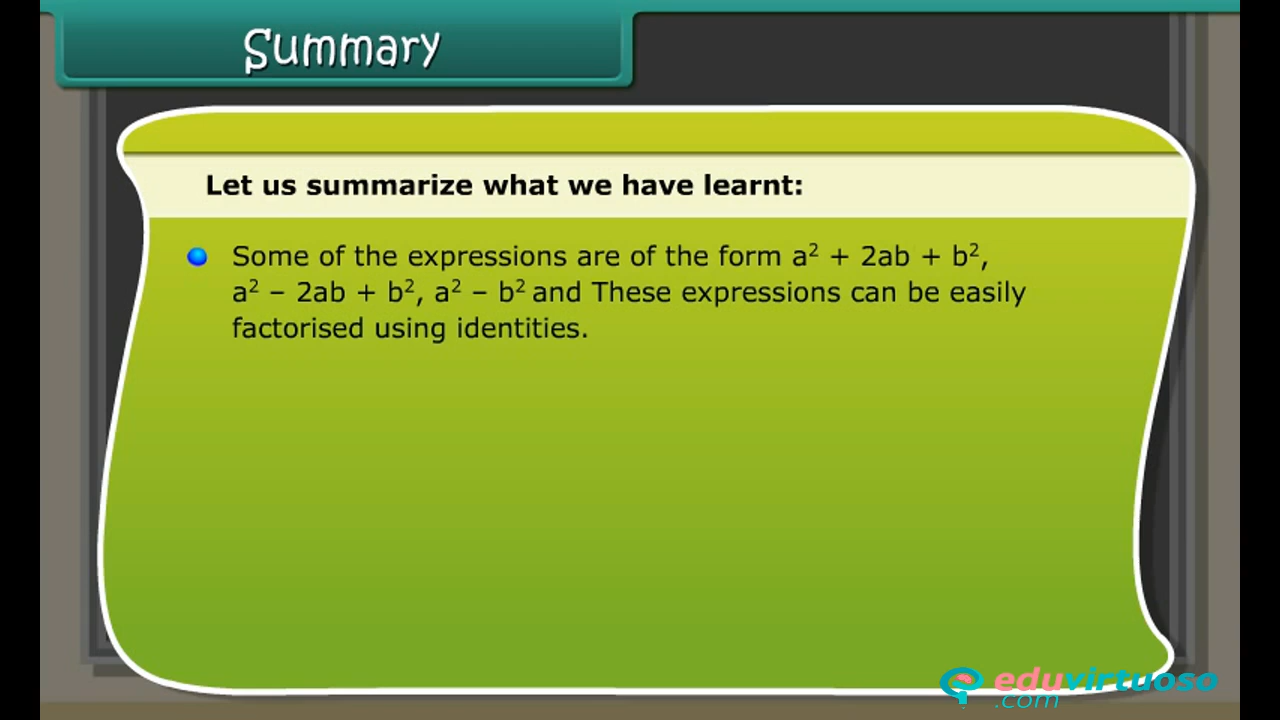 Summary
Let us summarize what we have learnt:
Some of the expressions are of the form a² + 2ab + b²,
a² – 2ab + b², a² – b² and These expressions can be easily
factorised using identities.
eduvirtuoso
.com